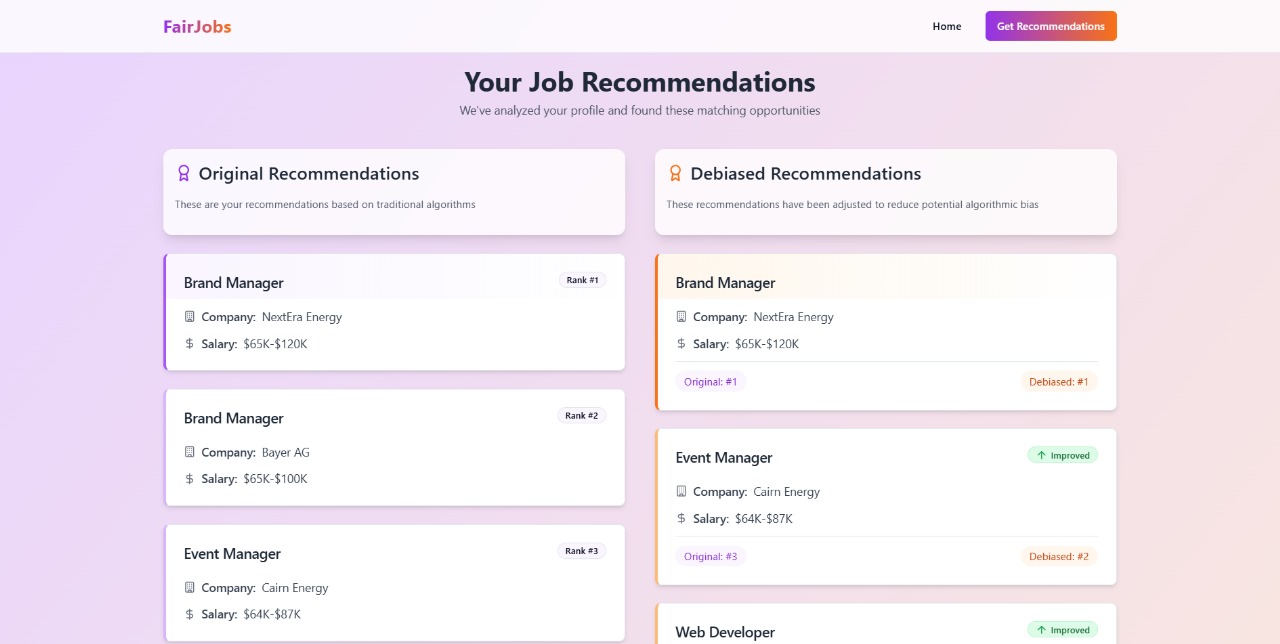 FairJobs
Home
Get Recommendations
Your Job Recommendations
We've analyzed your profile and found these matching opportunities
Original Recommendations
These are your recommendations based on traditional algorithms
Brand Manager
Rank #1
Company: NextEra Energy
Salary: $65K-$120K
Brand Manager
Rank #2
Company: Bayer AG
Salary: $65K-$100K
Event Manager
Rank #3
Company: Cairn Energy
Salary: $64K-$87K
Debiased Recommendations
These recommendations have been adjusted to reduce potential algorithmic bias
Brand Manager
Company: NextEra Energy
Salary: $65K-$120K
Original: #1
Debiased: #1
Event Manager
Improved
Company: Cairn Energy
Salary: $64K-$87K
Original: #3
Debiased: #2
Web Developer
Improved